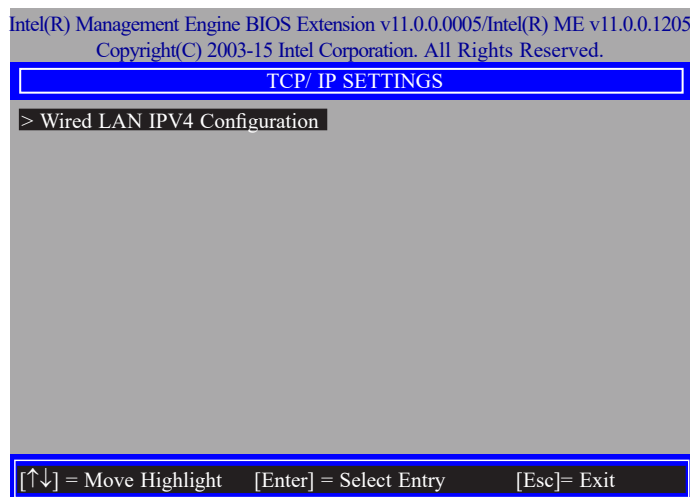 Intel(R) Management Engine BIOS Extension v11.0.0.0005/Intel(R) ME v11.0.0.1205
Copyright(C) 2003-15 Intel Corporation. All Rights Reserved.
TCP/ IP SETTINGS
> Wired LAN IPV4 Configuration
[↑↓] = Move Highlight [Enter] = Select Entry [Esc]= Exit